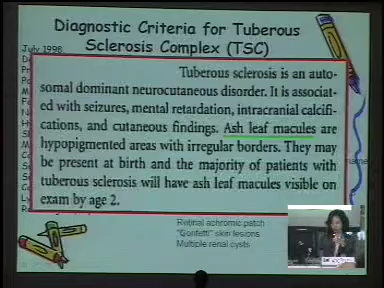 Diagnostic Criteria for Tuberous
Sclerosis Complex (TSC)
July 1998
Tuberous sclerosis is an auto-
somal dominant neurocutaneous disorder. It is associat-
ed with seizures, mental retardation, intracranial calcifi-
cations, and cutaneous findings. Ash leaf macules are
hypopigmented areas with irregular borders. They may
be present at birth and the majority of patients with
tuberous sclerosis will have ash leaf macules visible on
exam by age 2.
Retinal achromic patch
"Confetti" skin lesions
Multiple renal cysts